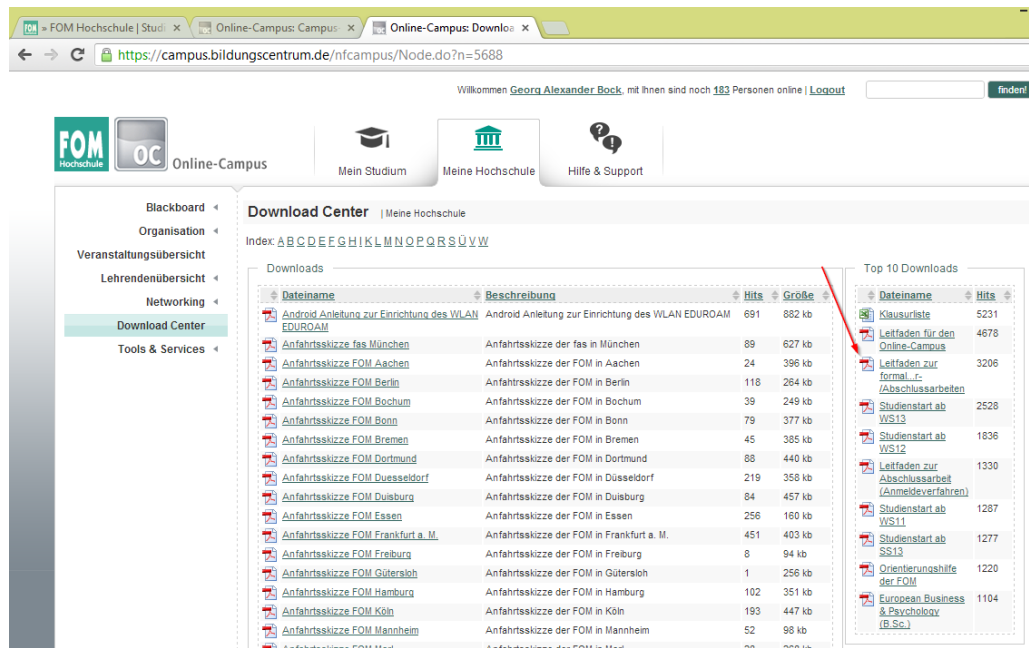 » FOM Hochschule | Studi
Online-Campus: Campus
Online-Campus: Downloa
https://campus.bildungscentrum.de/nfcampus/Node.do?n=5688
Willkommen Georg Alexander Bock, mit Ihnen sind noch 183 Personen online | Logout
finden!
FOM
Hochschule
OC
Online-Campus
Mein Studium
Meine Hochschule
Hilfe & Support
Blackboard
Organisation
Veranstaltungsübersicht
Lehrendenübersicht
Networking
Download Center
Tools & Services
Download Center | Meine Hochschule
Index: A B C D E F G H I K L M N O P Q R S Ü V W
Downloads
Dateiname Beschreibung Hits Größe
Android Anleitung zur Einrichtung des WLAN Android Anleitung zur Einrichtung des WLAN EDUROAM 691 882 kb
EDUROAM
Anfahrtsskizze fas München Anfahrtsskizze der fas in München 89 627 kb
Anfahrtsskizze FOM Aachen Anfahrtsskizze der FOM in Aachen 24 396 kb
Anfahrtsskizze FOM Berlin Anfahrtsskizze der FOM in Berlin 118 264 kb
Anfahrtsskizze FOM Bochum Anfahrtsskizze der FOM in Bochum 39 249 kb
Anfahrtsskizze FOM Bonn Anfahrtsskizze der FOM in Bonn 79 377 kb
Anfahrtsskizze FOM Bremen Anfahrtsskizze der FOM in Bremen 45 385 kb
Anfahrtsskizze FOM Dortmund Anfahrtsskizze der FOM in Dortmund 88 440 kb
Anfahrtsskizze FOM Duesseldorf Anfahrtsskizze der FOM in Düsseldorf 219 358 kb
Anfahrtsskizze FOM Duisburg Anfahrtsskizze der FOM in Duisburg 84 457 kb
Anfahrtsskizze FOM Essen Anfahrtsskizze der FOM in Essen 256 160 kb
Anfahrtsskizze FOM Frankfurt a. M. Anfahrtsskizze der FOM in Frankfurt a. M. 451 403 kb
Anfahrtsskizze FOM Freiburg Anfahrtsskizze der FOM in Freiburg 8 94 kb
Anfahrtsskizze FOM Gütersloh Anfahrtsskizze der FOM in Gütersloh 1 256 kb
Anfahrtsskizze FOM Hamburg Anfahrtsskizze der FOM in Hamburg 102 351 kb
Anfahrtsskizze FOM Köln Anfahrtsskizze der FOM in Köln 193 447 kb
Anfahrtsskizze FOM Mannheim Anfahrtsskizze der FOM in Mannheim 52 98 kb
Top 10 Downloads
Dateiname Hits
Klausurliste 5231
Leitfaden für den 4678
Online-Campus
Leitfaden zur 3206
formal...r-
/Abschlussarbeiten
Studienstart ab 2528
WS13
Studienstart ab 1836
WS12
Leitfaden zur 1330
Abschlussarbeit
(Anmeldeverfahren)
Studienstart ab 1287
WS11
Studienstart ab 1277
SS13
Orientierungshilfe 1220
der FOM
European Business 1104
& Psychology
(B.Sc.)